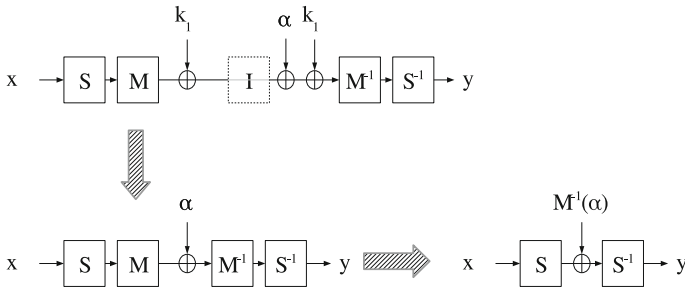 k₁ α k₁
x S M I M⁻¹ S⁻¹ y
α M⁻¹(α)
x S M M⁻¹ S⁻¹ y x S S⁻¹ y